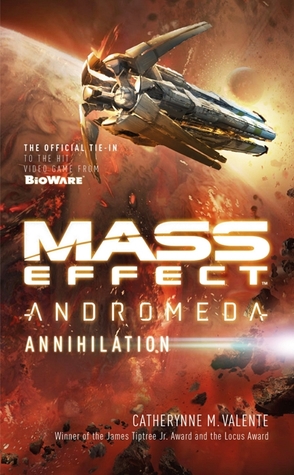 THE OFFICIAL TIE-IN
TO THE HIT
VIDEO GAME FROM
BIOWARE
MASS
EFFECT™
ANDROMEDA
ANNIHILATION
CATHERYNNE M. VALENTE
Winner of the James Tiptree Jr. Award and the Locus Award